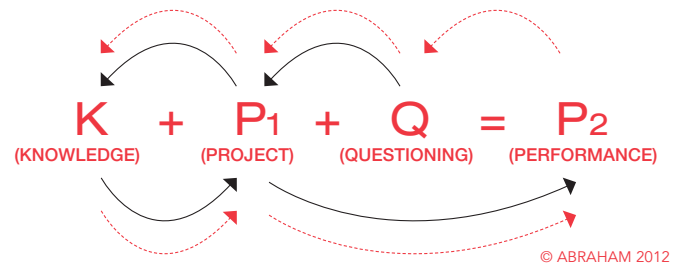 K + P1 + Q = P2
(KNOWLEDGE) (PROJECT) (QUESTIONING) (PERFORMANCE)
© ABRAHAM 2012